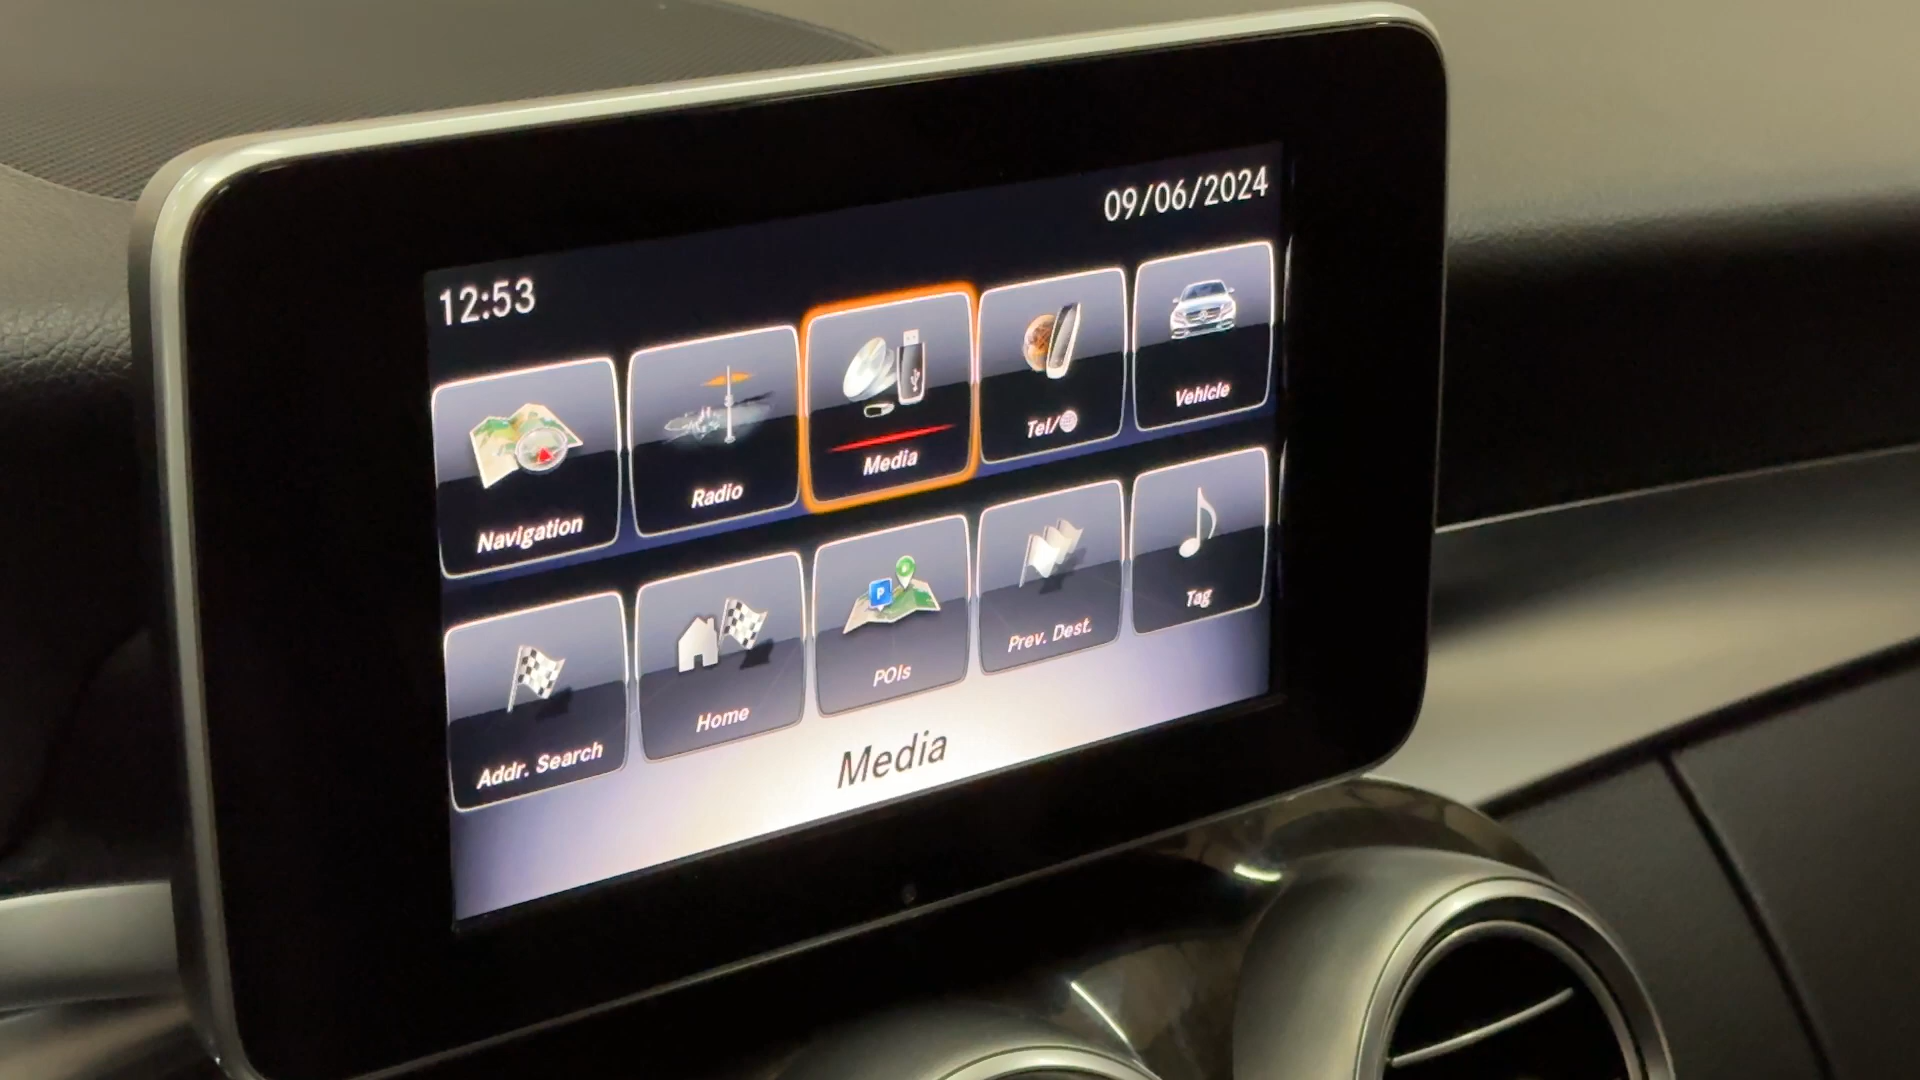 12:53
09/06/2024
Navigation
Radio
Media
Tel/
Vehicle
Addr. Search
Home
P
POIs
Prev. Dest.
Tag
Media